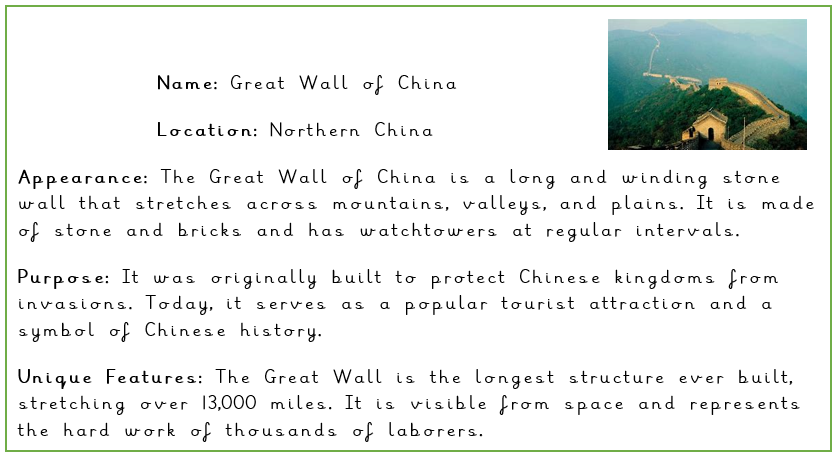 Name: Great Wall of China
Location: Northern China
Appearance: The Great Wall of China is a long and winding stone
wall that stretches across mountains, valleys, and plains. It is made
of stone and bricks and has watchtowers at regular intervals.
Purpose: It was originally built to protect Chinese kingdoms from
invasions. Today, it serves as a popular tourist attraction and a
symbol of Chinese history.
Unique Features: The Great Wall is the longest structure ever built,
stretching over 13,000 miles. It is visible from space and represents
the hard work of thousands of laborers.